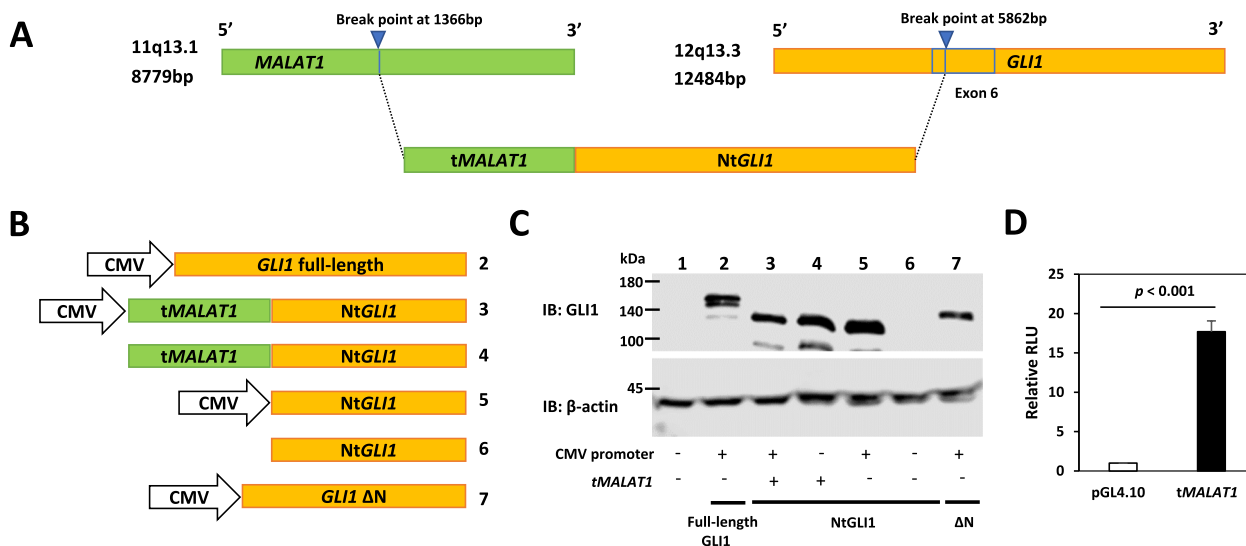 A
11q13.1
8779bp
5’
Break point at 1366bp
3’
MALAT1
12q13.3
12484bp
5’
Break point at 5862bp
3’
GLI1
Exon 6
tMALAT1
NtGLI1
B
CMV
GLI1 full-length
2
CMV
tMALAT1
NtGLI1
3
tMALAT1
NtGLI1
4
CMV
NtGLI1
5
NtGLI1
6
CMV
GLI1 ΔN
7
C
kDa
1 2 3 4 5 6 7
180
IB: GLI1
140
100
45
IB: β-actin
CMV promoter - + + - + - +
tMALAT1 - - + + - - -
Full-length
GLI1
NtGLI1
ΔN
D
Relative RLU
25
20
15
10
5
0
p < 0.001
pGL4.10
tMALAT1